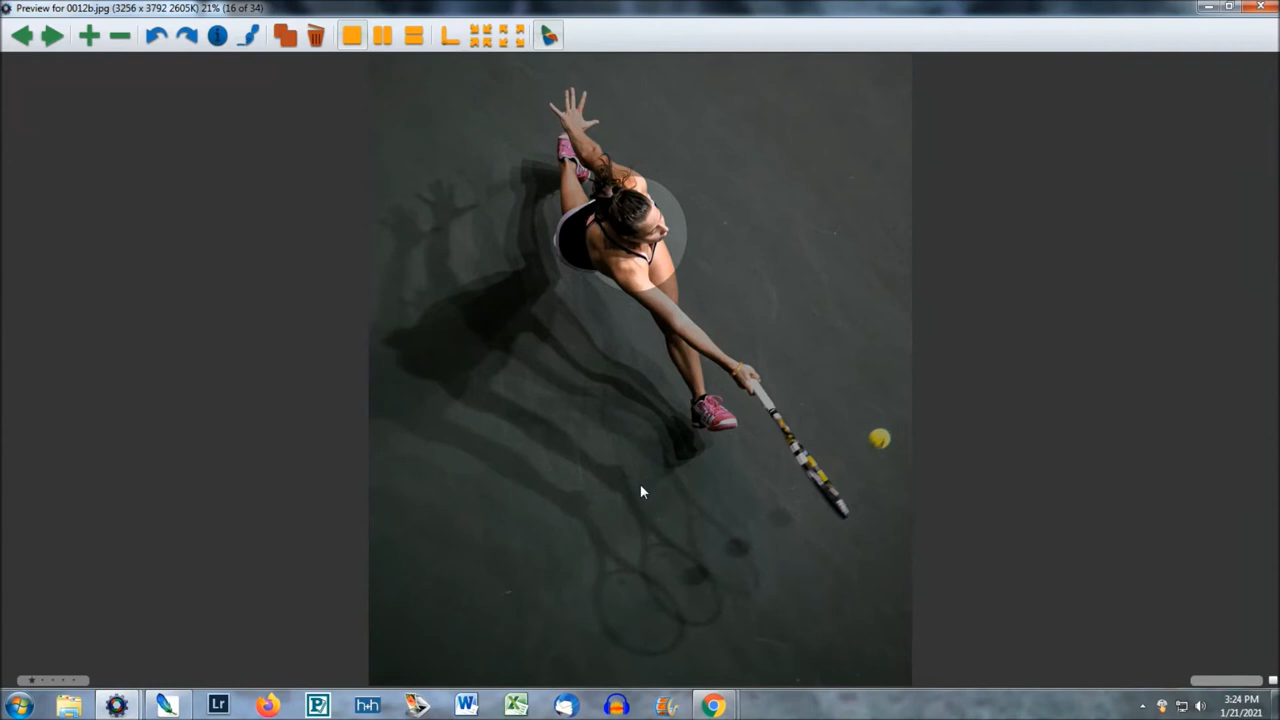 Preview for 0012b.jpg (3256 x 3792 2605K) 21% (16 of 34)
Lr
P
h+h
W
X
3:24 PM
1/21/2021